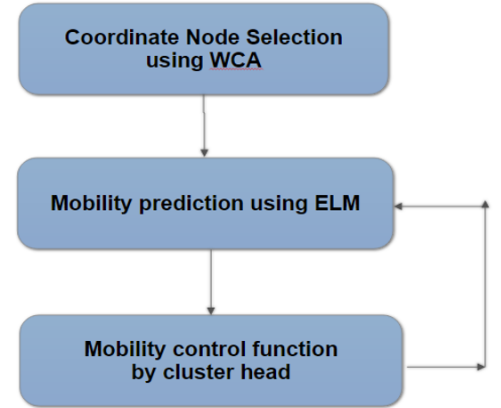 Coordinate Node Selection
using WCA
Mobility prediction using ELM
Mobility control function
by cluster head